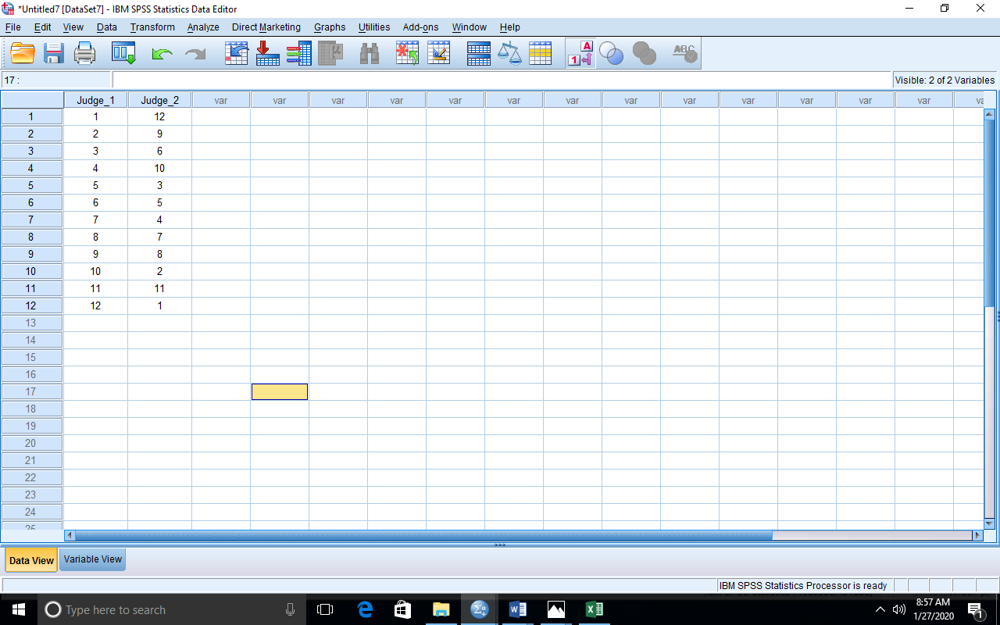 *Untitled7 [DataSet7] - IBM SPSS Statistics Data Editor
File Edit View Data Transform Analyze Direct Marketing Graphs Utilities Add-ons Window Help
A
1
ABC
17 :
Visible: 2 of 2 Variables
Judge_1 Judge_2 var var var var var var var var var var var var var va
1 1 12
2 2 9
3 3 6
4 4 10
5 5 3
6 6 5
7 7 4
8 8 7
9 9 8
10 10 2
11 11 11
12 12 1
13
14
15
16
17
18
19
20
21
22
23
24
25
Data View Variable View
IBM SPSS Statistics Processor is ready
Type here to search
8:57 AM
1/27/2020
1